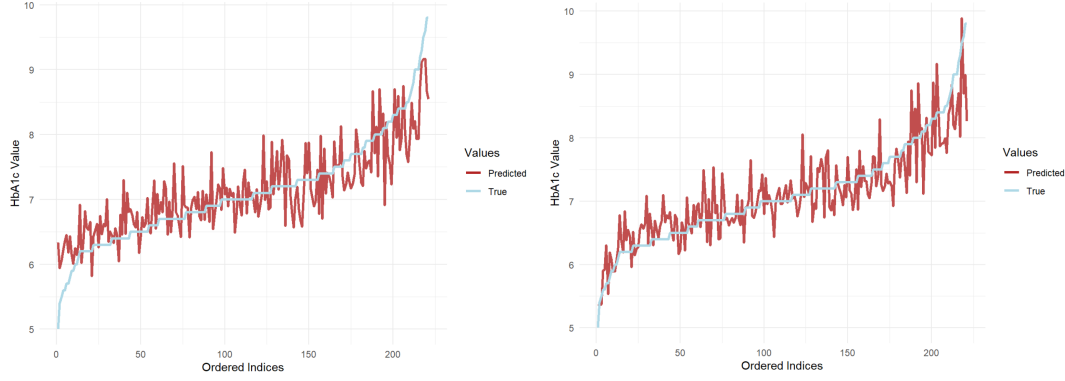 10
9
8
7
6
5
HbA1c Value
0
50
100
150
200
Ordered Indices
Values
Predicted
True
10
9
8
7
6
5
HbA1c Value
0
50
100
150
200
Ordered Indices
Values
Predicted
True